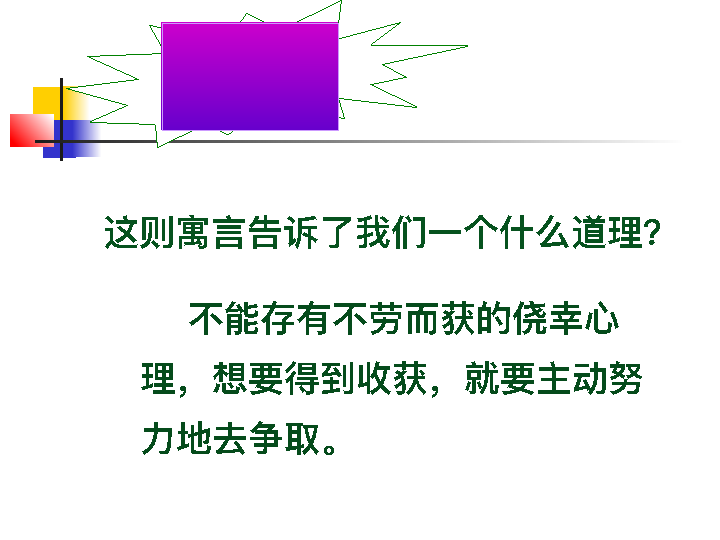 这则寓言告诉了我们一个什么道理?
不能存有不劳而获的侥幸心
理，想要得到收获，就要主动努
力地去争取。